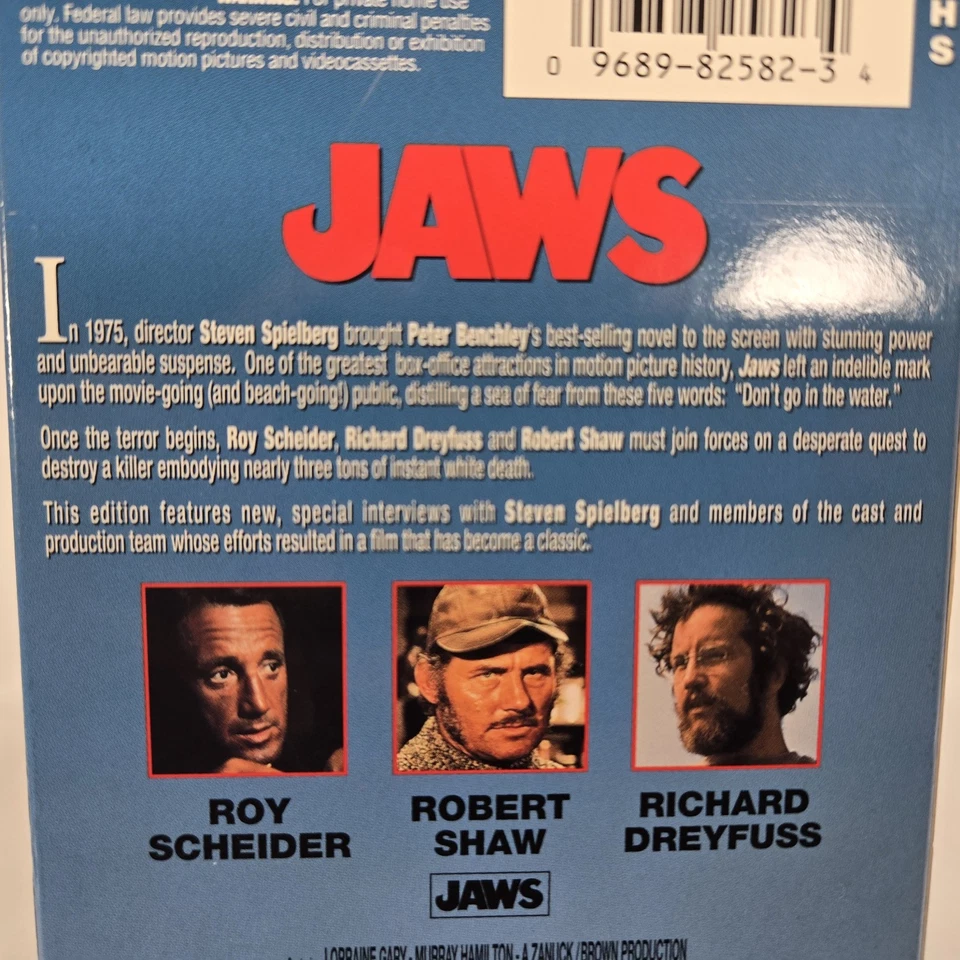 only. Federal law provides severe civil and criminal penalties
for the unauthorized reproduction, distribution or exhibition
of copyrighted motion pictures and videocassettes.
0 9689-82582-3 4
H
S
JAWS
In 1975, director Steven Spielberg brought Peter Benchley's best-selling novel to the screen with stunning power
and unbearable suspense. One of the greatest box-office attractions in motion picture history, Jaws left an indelible mark
upon the movie-going (and beach-going!) public, distilling a sea of fear from these five words: "Don't go in the water."
Once the terror begins, Roy Scheider, Richard Dreyfuss and Robert Shaw must join forces on a desperate quest to
destroy a killer embodying nearly three tons of instant white death.
This edition features new, special interviews with Steven Spielberg and members of the cast and
production team whose efforts resulted in a film that has become a classic.
ROY
SCHEIDER
ROBERT
SHAW
RICHARD
DREYFUSS
JAWS
LORRAINE GARY • MURRAY HAMILTON • A ZANUCK/BROWN PRODUCTION